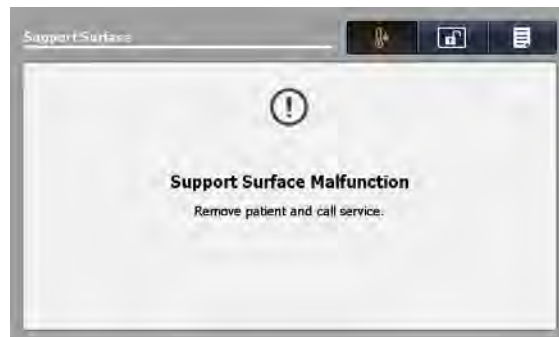 Support Surface
Support Surface Malfunction
Remove patient and call service.